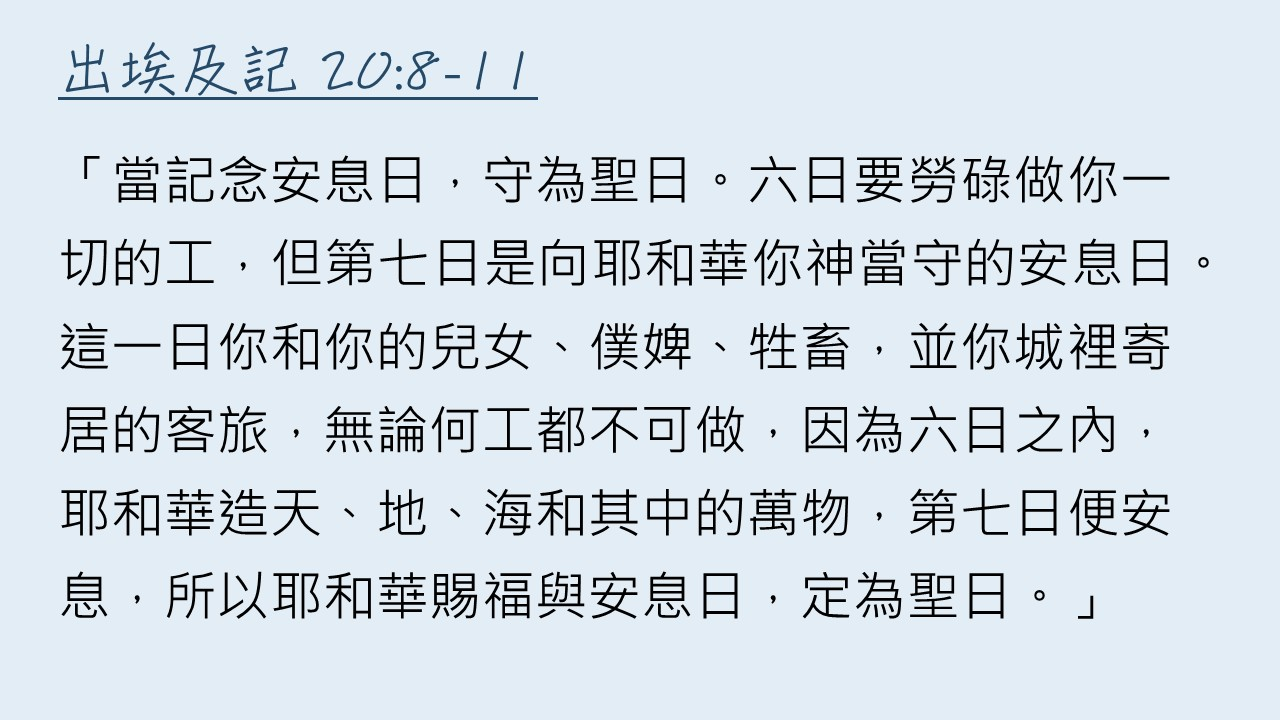 出埃及記 20:8-11
「當記念安息日，守為聖日。六日要勞碌做你一
切的工，但第七日是向耶和華你神當守的安息日。
這一日你和你的兒女、僕婢、牲畜，並你城裡寄
居的客旅，無論何工都不可做，因為六日之內，
耶和華造天、地、海和其中的萬物，第七日便安
息，所以耶和華賜福與安息日，定為聖日。」